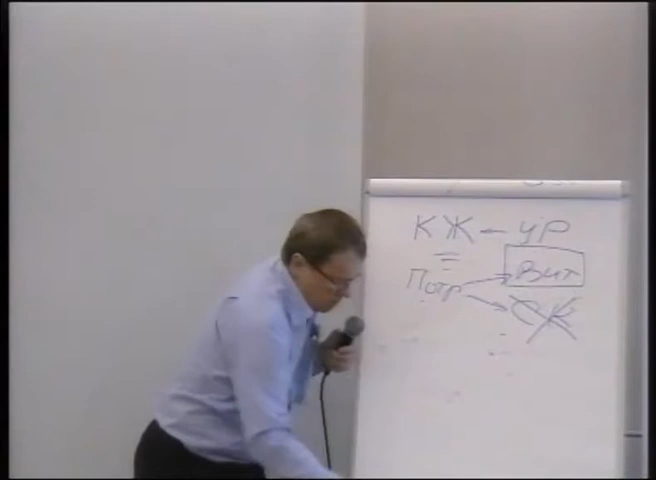 КЖ ← УР
=
Потр → Вит